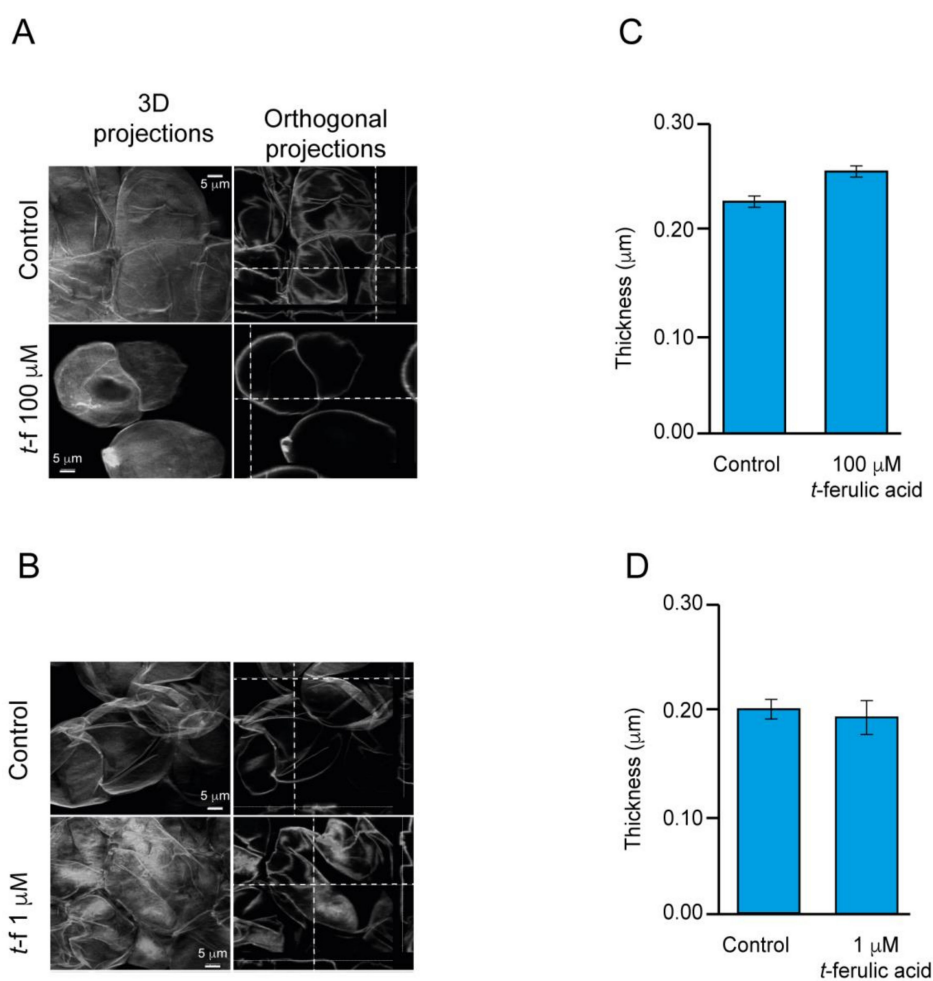 A
3D
projections
Orthogonal
projections
Control
5 μm
t-f 100 μM
5 μm
B
Control
5 μm
t-f 1 μM
5 μm
C
Thickness (μm)
0.30
0.20
0.10
0.00
Control
100 μM
t-ferulic acid
D
Thickness (μm)
0.30
0.20
0.10
0.00
Control
1 μM
t-ferulic acid